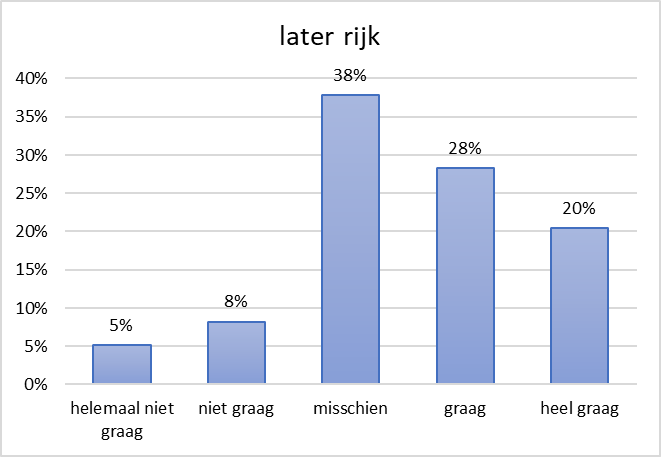 later rijk
40%
35%
30%
25%
20%
15%
10%
5%
0%
5%
8%
38%
28%
20%
helemaal niet
graag
niet graag
misschien
graag
heel graag